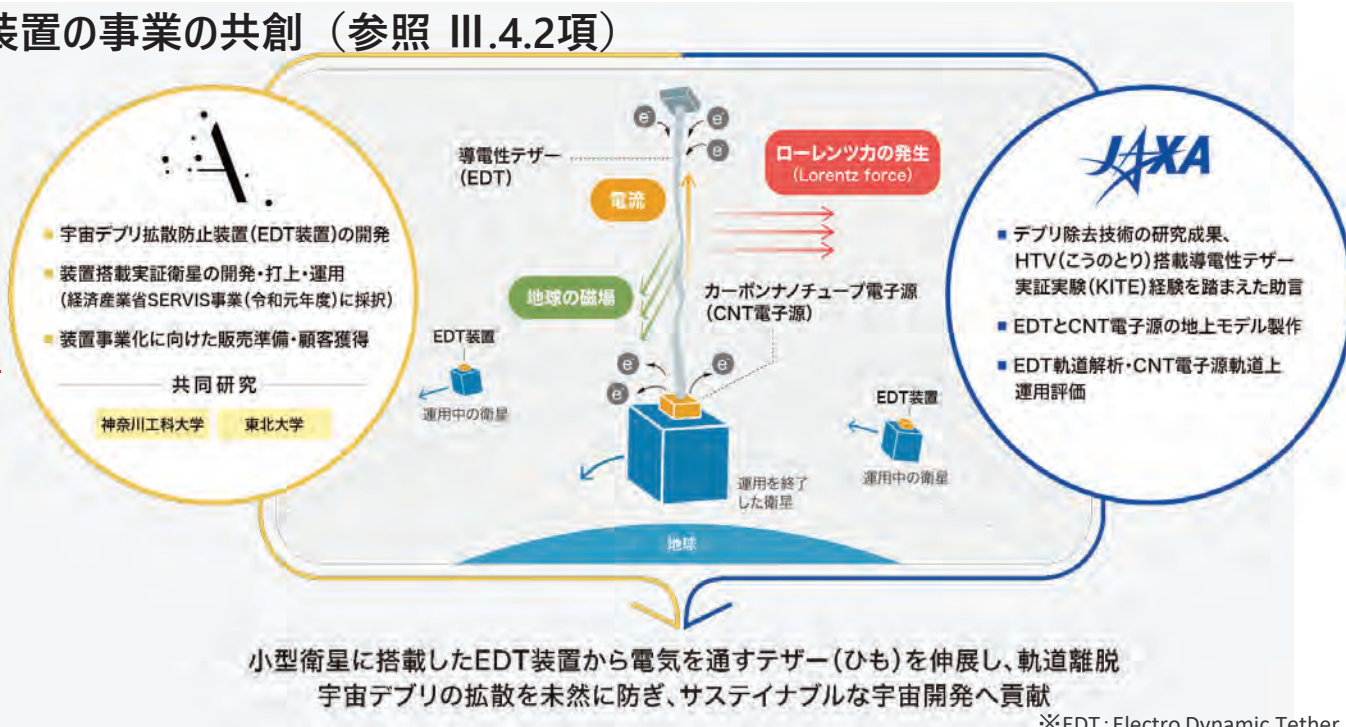 装置の事業の共創（参照 Ⅲ.4.2項）
宇宙デブリ拡散防止装置(EDT装置)の開発
装置搭載実証衛星の開発・打上・運用
(経済産業省SERVIS事業(令和元年度)に採択)
装置事業化に向けた販売準備・顧客獲得
共同研究
神奈川工科大学 東北大学
e⁻
e⁻
e⁻
導電性テザー
(EDT)
電流
ローレンツ力の発生
(Lorentz force)
地球の磁場
カーボンナノチューブ電子源
(CNT電子源)
EDT装置
運用中の衛星
e⁻
e⁻
e⁻
EDT装置
運用中の衛星
運用を終了
した衛星
地球
JAXA
デブリ除去技術の研究成果、
HTV(こうのとり)搭載導電性テザー
実証実験(KITE)経験を踏まえた助言
EDTとCNT電子源の地上モデル製作
EDT軌道解析・CNT電子源軌道上
運用評価
小型衛星に搭載したEDT装置から電気を通すテザー(ひも)を伸展し、軌道離脱
宇宙デブリの拡散を未然に防ぎ、サステイナブルな宇宙開発へ貢献
※EDT：Electro Dynamic Tether